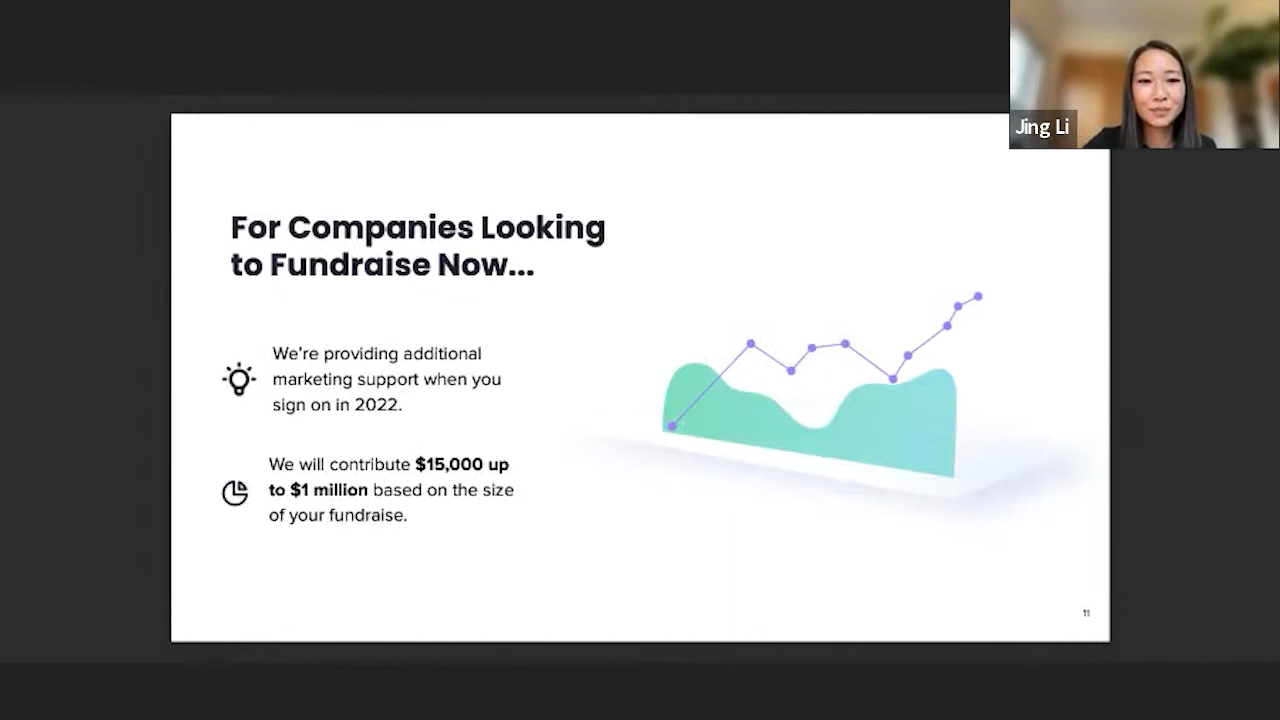 Jing Li
For Companies Looking
to Fundraise Now...
We're providing additional
marketing support when you
sign on in 2022.
We will contribute $15,000 up
to $1 million based on the size
of your fundraise.
11